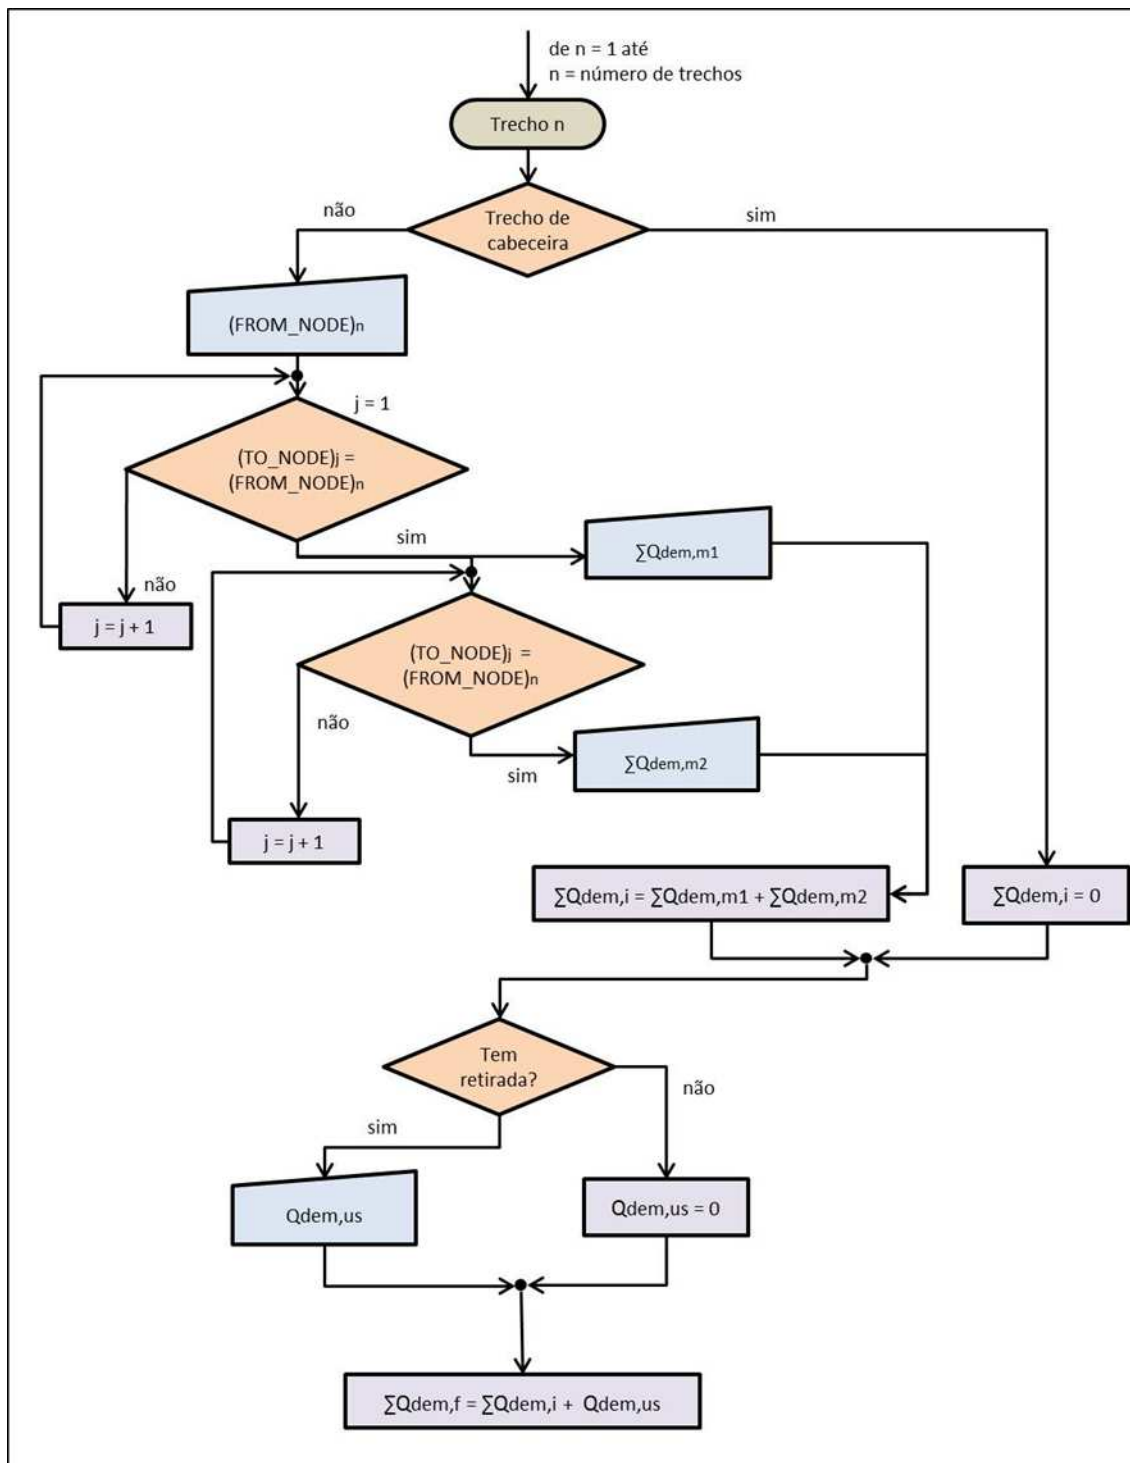 de n = 1 até
n = número de trechos
Trecho n
não
Trecho de
cabeceira
sim
(FROM_NODE)n
j = 1
(TO_NODE)j =
(FROM_NODE)n
sim
∑Qdem,m1
não
j = j + 1
(TO_NODE)j =
(FROM_NODE)n
não
sim
∑Qdem,m2
j = j + 1
∑Qdem,i = ∑Qdem,m1 + ∑Qdem,m2
∑Qdem,i = 0
Tem
retirada?
não
sim
Qdem,us
Qdem,us = 0
∑Qdem,f = ∑Qdem,i + Qdem,us